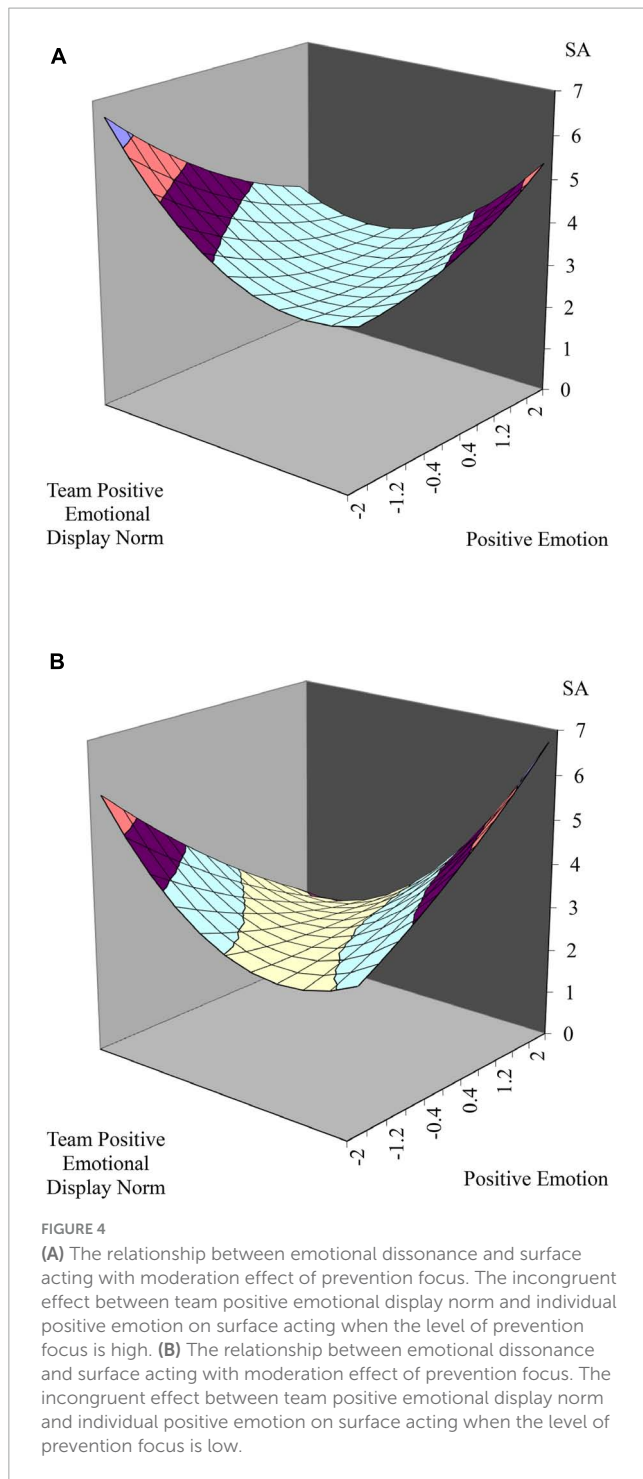 A
SA
7
6
5
4
3
2
1
0
2
1.2
0.4
-0.4
-1.2
-2
Team Positive
Emotional
Display Norm
Positive Emotion
B
SA
7
6
5
4
3
2
1
0
2
1.2
0.4
-0.4
-1.2
-2
Team Positive
Emotional
Display Norm
Positive Emotion
FIGURE 4
(A) The relationship between emotional dissonance and surface
acting with moderation effect of prevention focus. The incongruent
effect between team positive emotional display norm and individual
positive emotion on surface acting when the level of prevention
focus is high. (B) The relationship between emotional dissonance
and surface acting with moderation effect of prevention focus. The
incongruent effect between team positive emotional display norm
and individual positive emotion on surface acting when the level of
prevention focus is low.